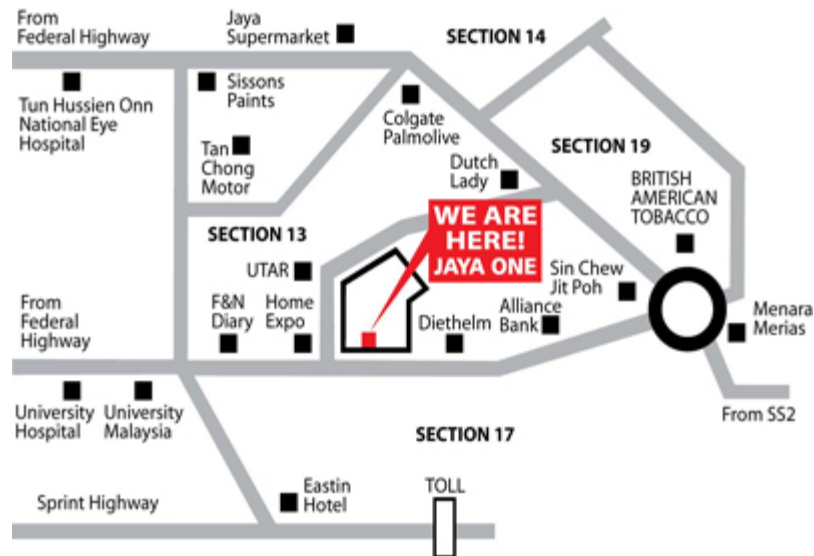 From
Federal Highway
Jaya
Supermarket
SECTION 14
Tun Hussien Onn
National Eye
Hospital
Sissons
Paints
Colgate
Palmolive
Tan
Chong
Motor
SECTION 19
Dutch
Lady
BRITISH
AMERICAN
TOBACCO
WE ARE
HERE!
JAYA ONE
SECTION 13
UTAR
Sin Chew
Jit Poh
From
Federal
Highway
F&N
Diary
Home
Expo
Diethelm
Alliance
Bank
Menara
Merias
University
Hospital
University
Malaysia
From SS2
SECTION 17
Sprint Highway
Eastin
Hotel
TOLL